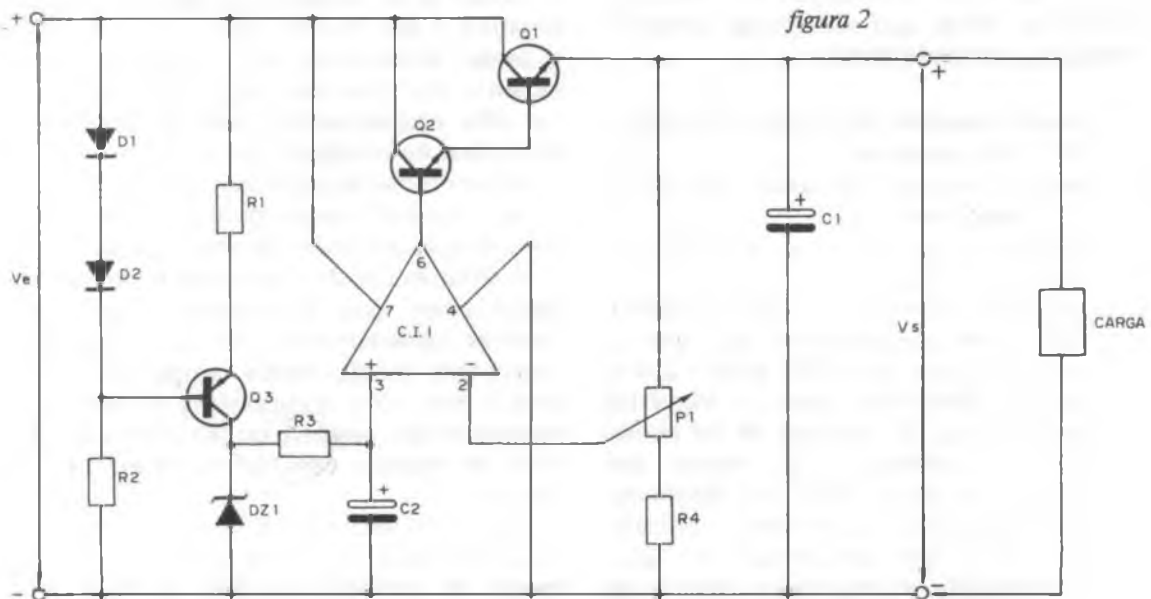 figura 2
+
Q1
+
Q2
D1
R1
C1
+
D2
6
Ve
7
4
C.I.1
Vs
CARGA
+
-
3
2
P1
Q3
R3
R2
+
DZ1
C2
R4
-
-